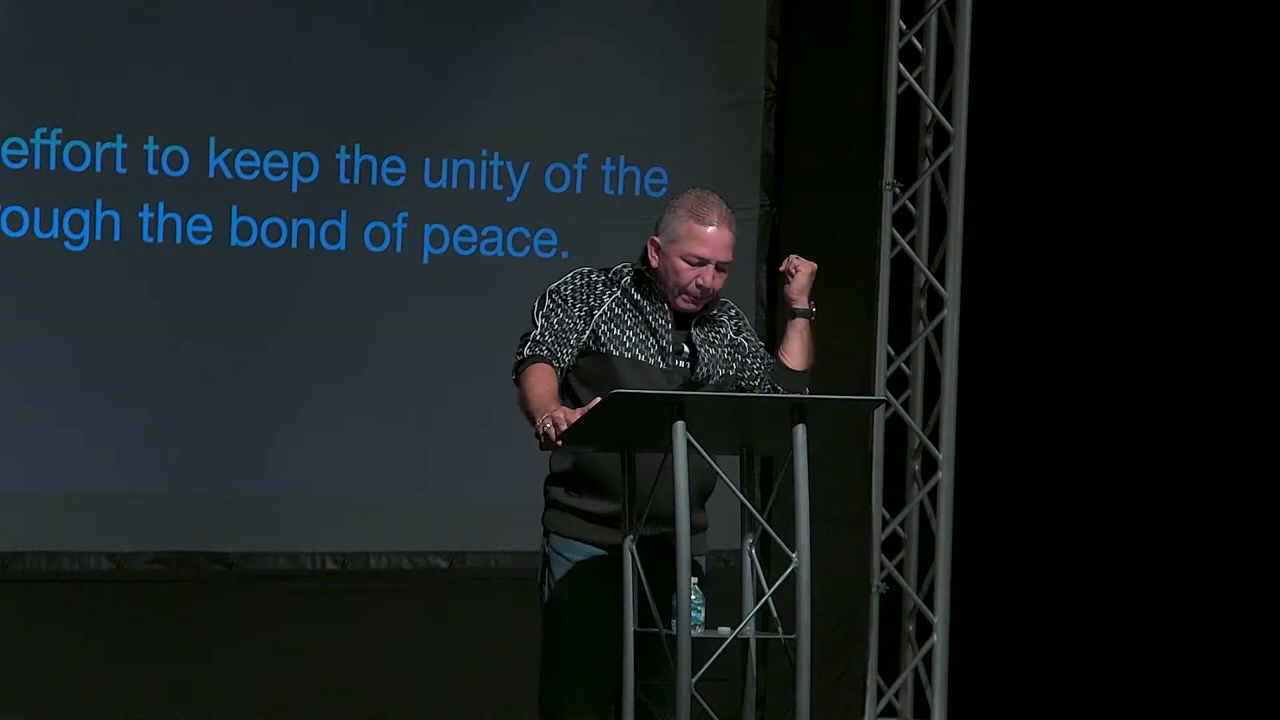 effort to keep the unity of the
ough the bond of peace.